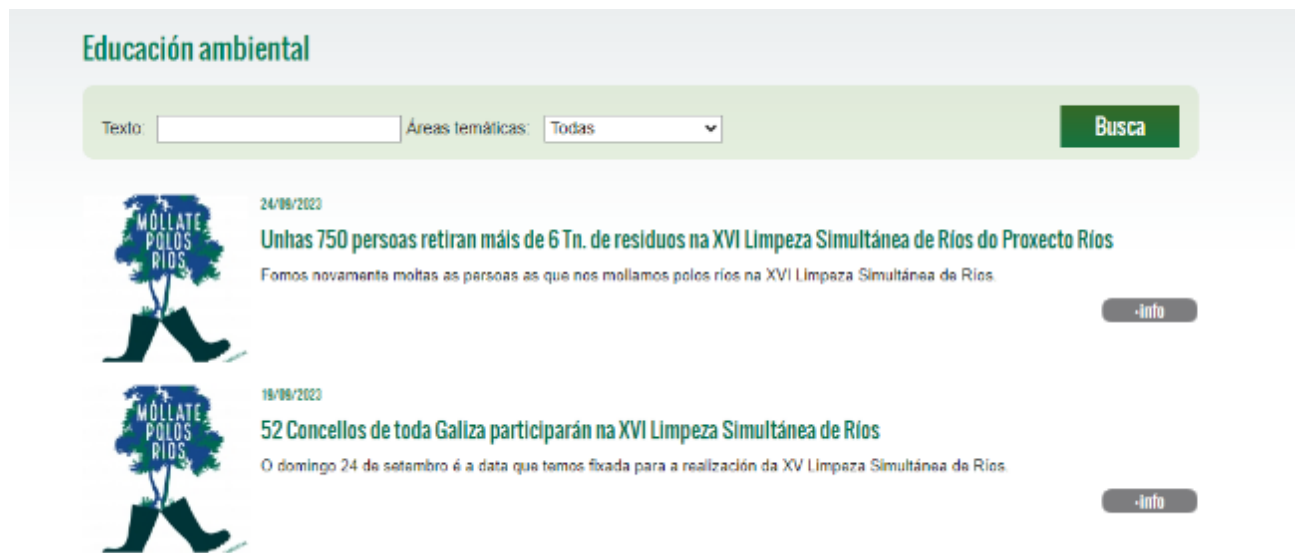 Educación ambiental
Texto: Áreas temáticas: Todas Busca
MÓLLATE
POLOS
RÍOS
24/09/2023
Unhas 750 persoas retiran máis de 6 Tn. de residuos na XVI Limpeza Simultánea de Ríos do Proxecto Ríos
Fomos novamente moitas as persoas as que nos mollamos polos ríos na XVI Limpeza Simultánea de Ríos.
+info
MÓLLATE
POLOS
RÍOS
19/09/2023
52 Concellos de toda Galiza participarán na XVI Limpeza Simultánea de Ríos
O domingo 24 de setembro é a data que temos fixada para a realización da XV Limpeza Simultánea de Ríos.
+info